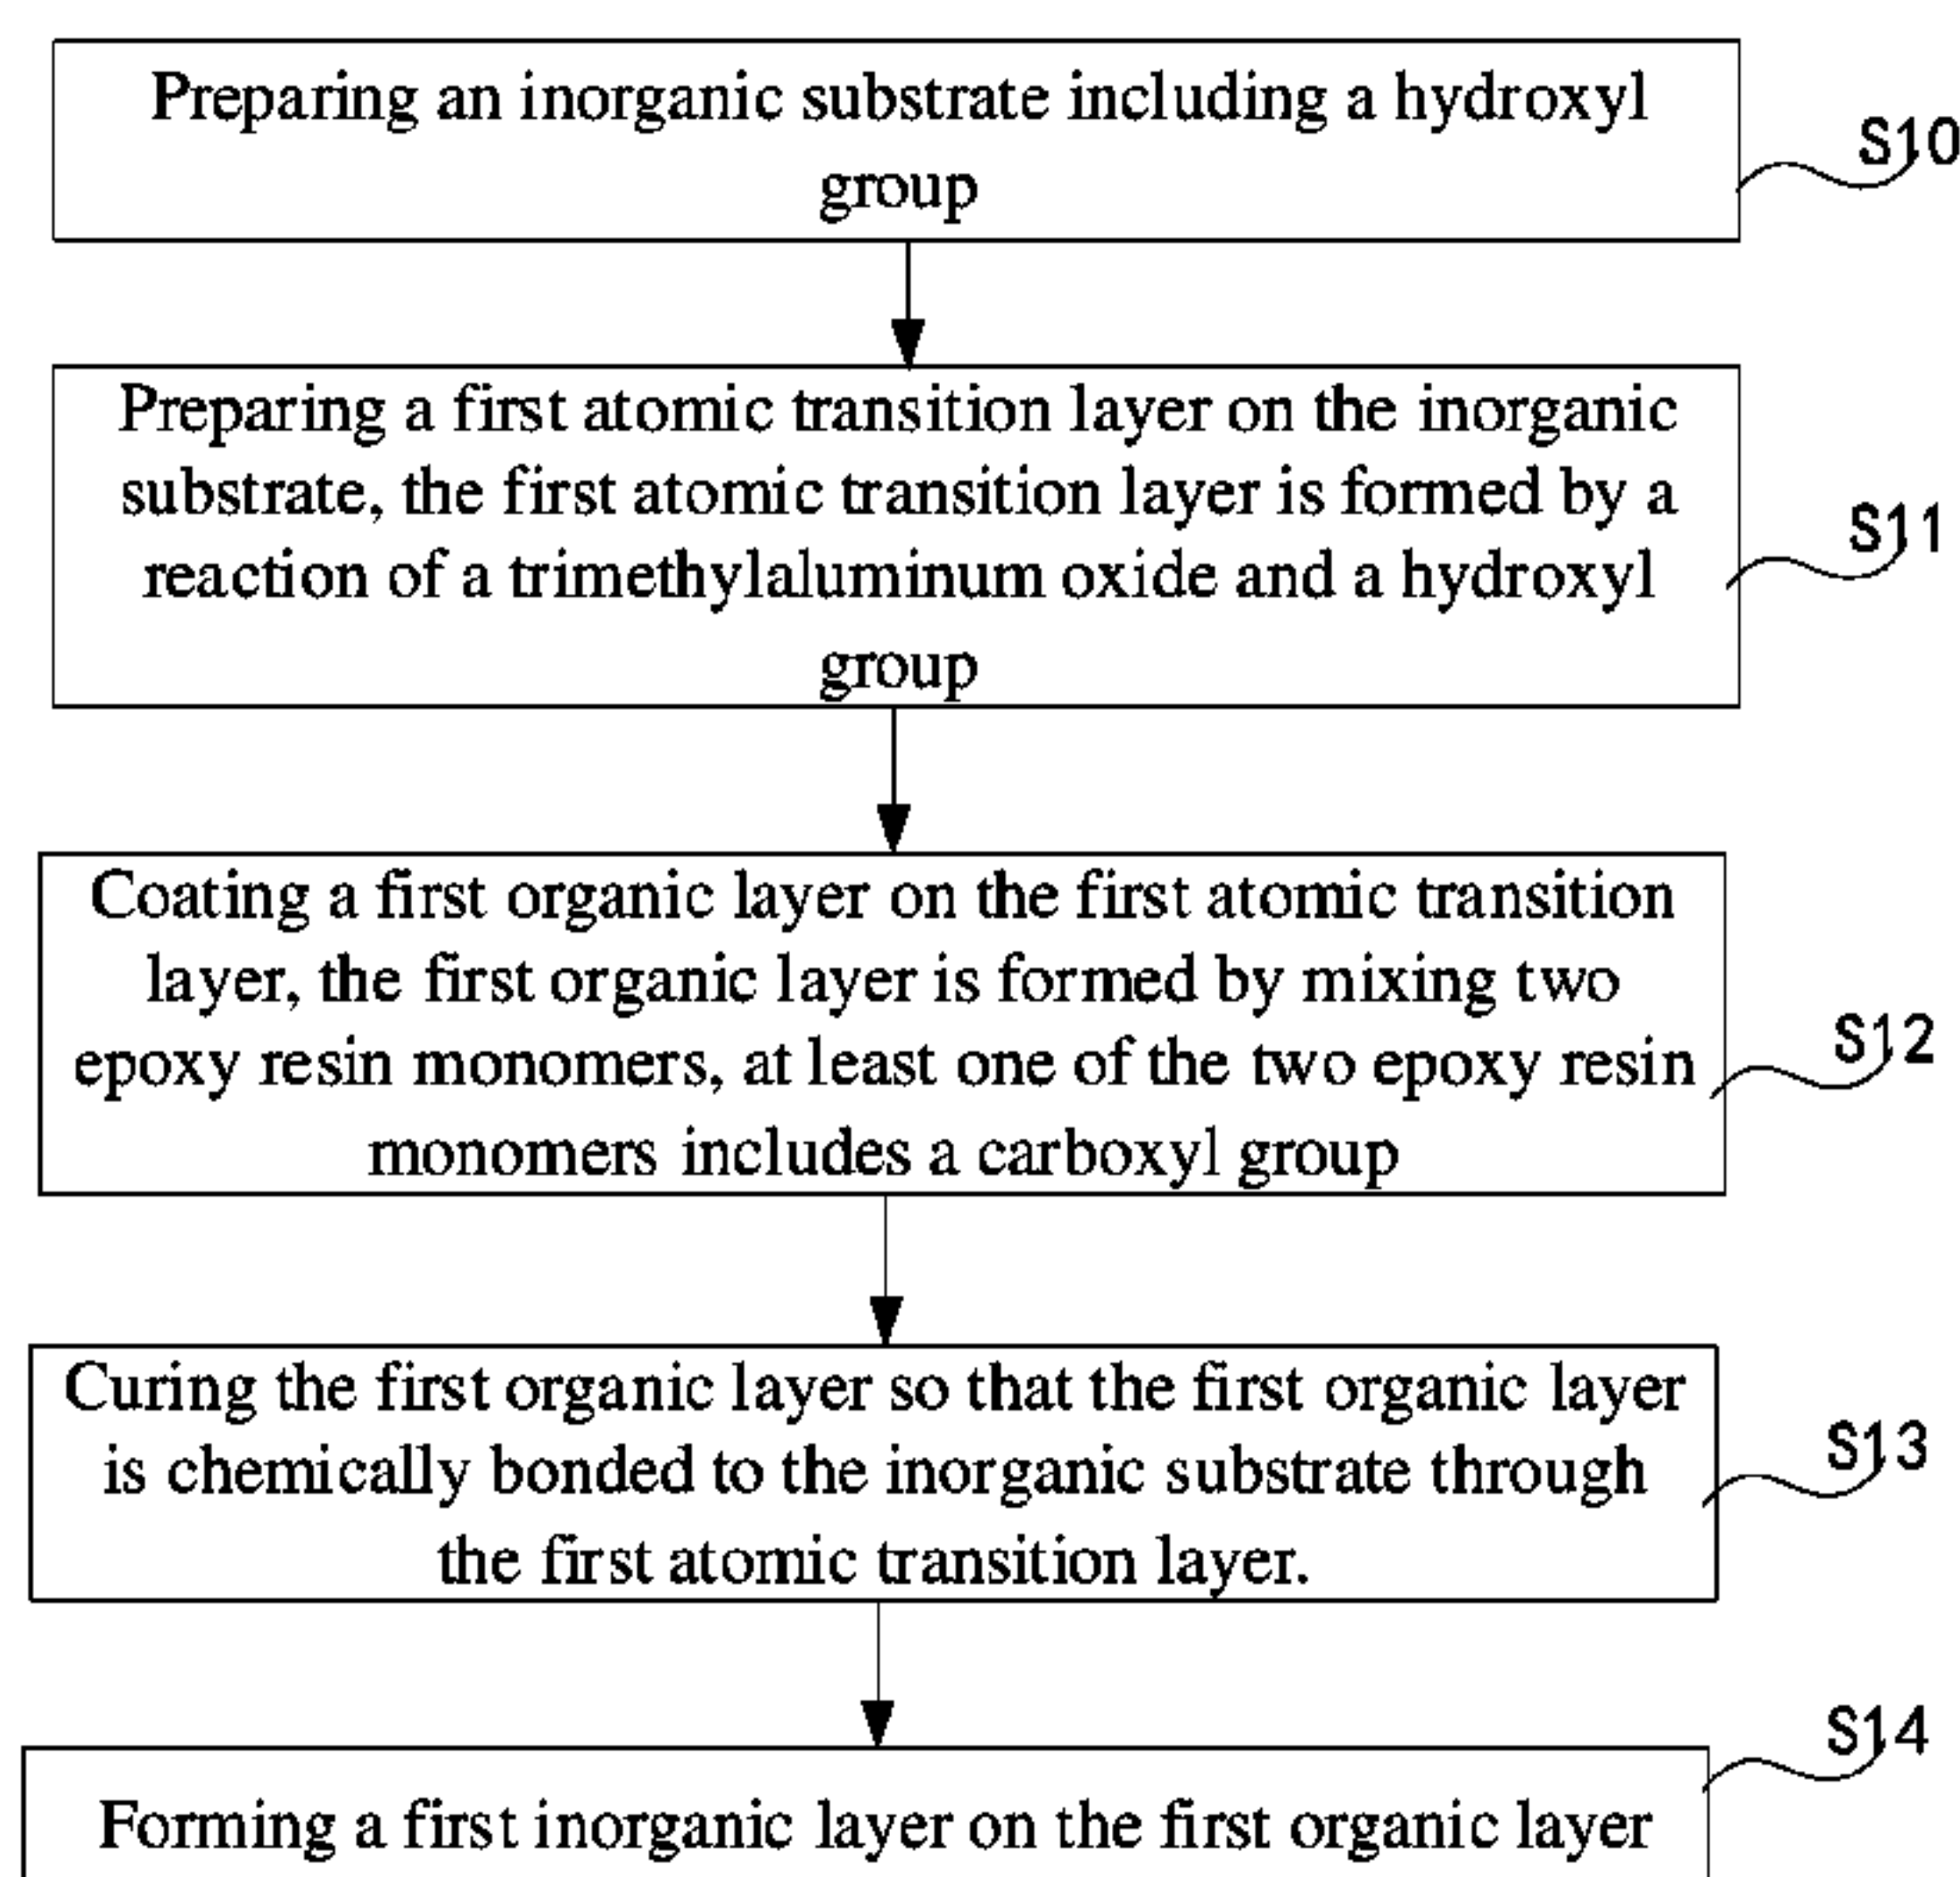 Preparing an inorganic substrate including a hydroxyl
group
S10
Preparing a first atomic transition layer on the inorganic
substrate, the first atomic transition layer is formed by a
reaction of a trimethylaluminum oxide and a hydroxyl
group
S11
Coating a first organic layer on the first atomic transition
layer, the first organic layer is formed by mixing two
epoxy resin monomers, at least one of the two epoxy resin
monomers includes a carboxyl group
S12
Curing the first organic layer so that the first organic layer
is chemically bonded to the inorganic substrate through
the first atomic transition layer.
S13
S14
Forming a first inorganic layer on the first organic layer